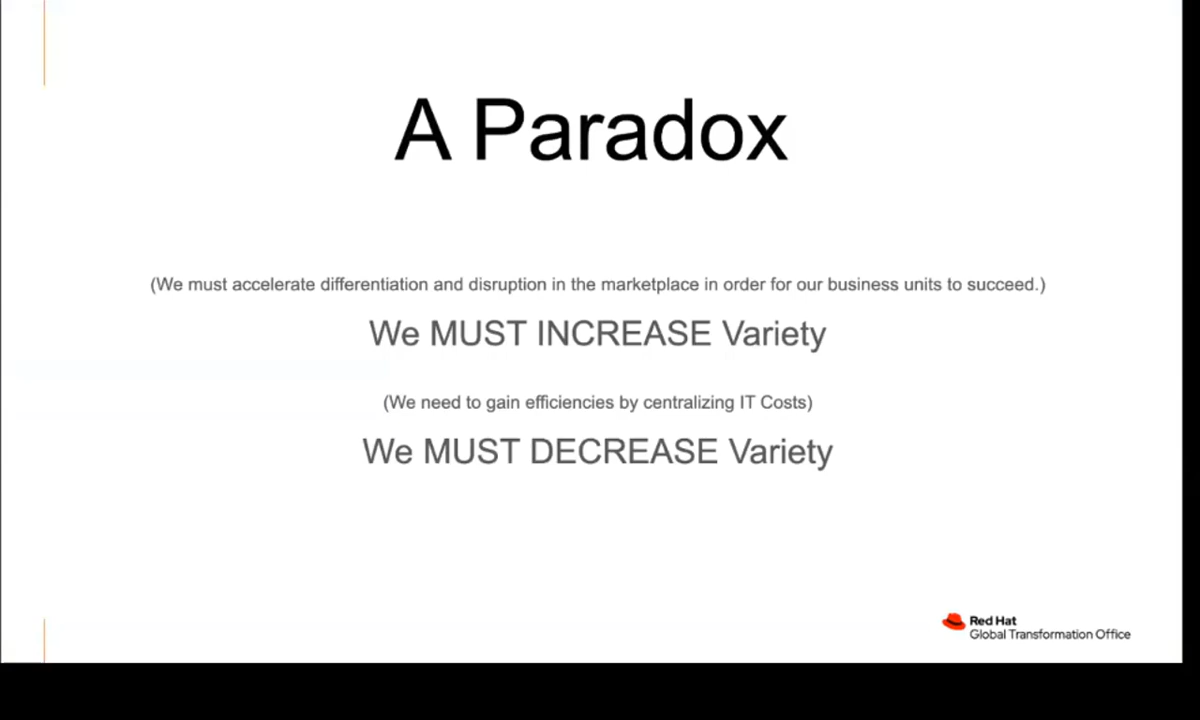 A Paradox
(We must accelerate differentiation and disruption in the marketplace in order for our business units to succeed.)
We MUST INCREASE Variety
(We need to gain efficiencies by centralizing IT Costs)
We MUST DECREASE Variety
Red Hat
Global Transformation Office